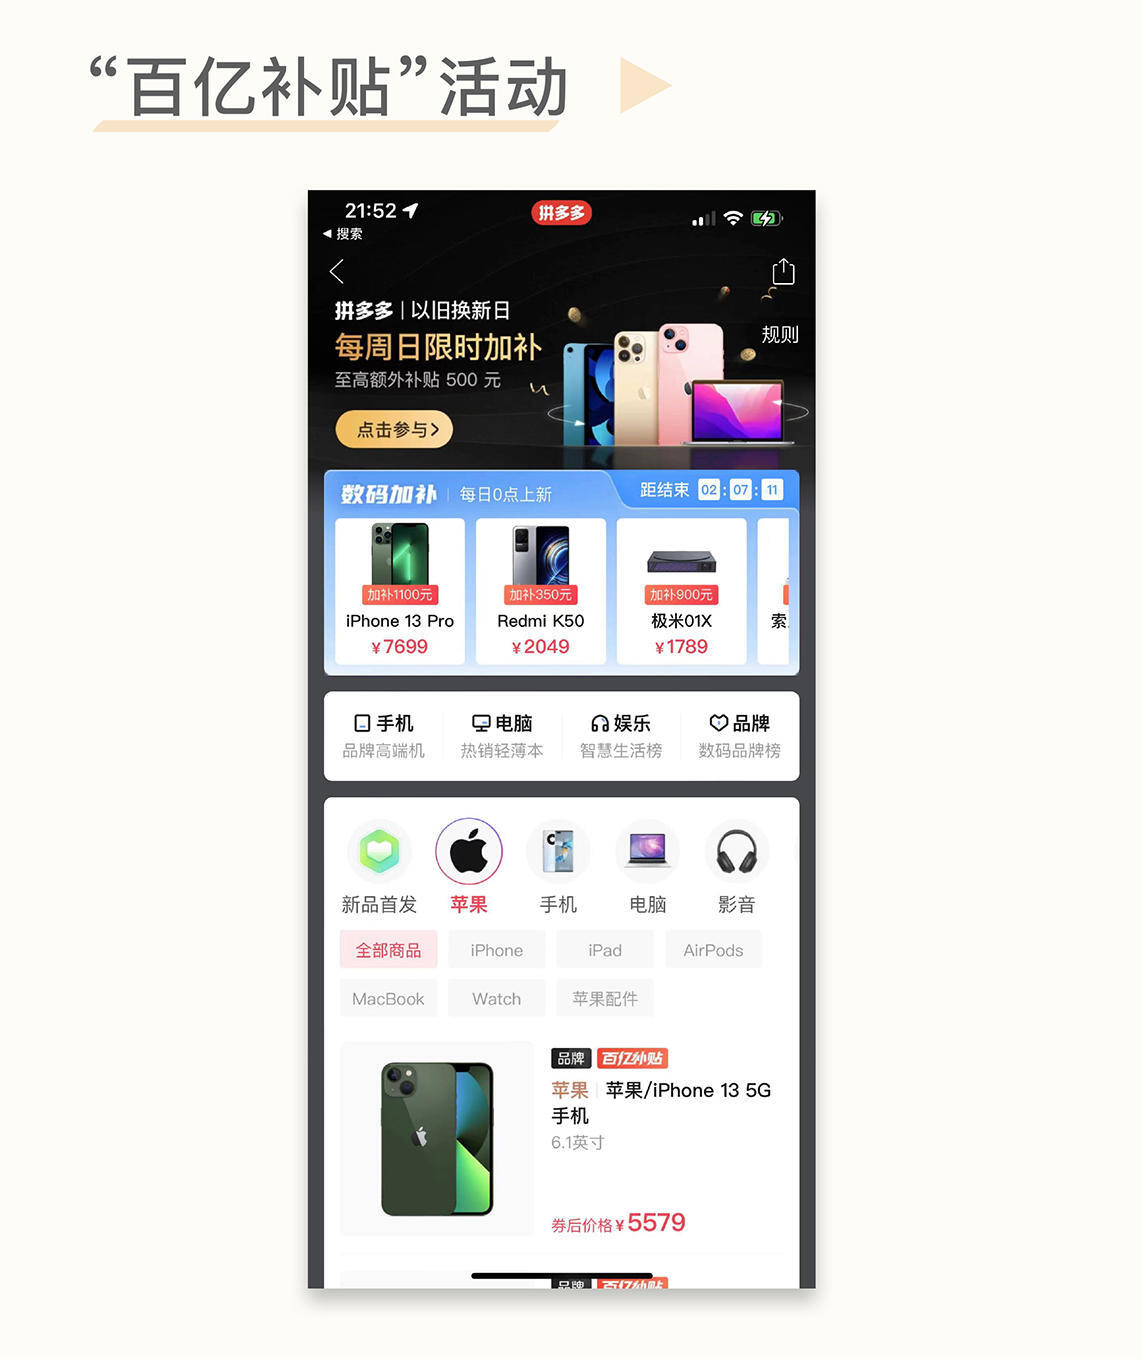 “百亿补贴”活动
21:52
拼多多
搜索
拼多多 | 以旧换新日
规则
每周日限时加补
至高额外补贴 500 元
点击参与>
数码加补 | 每日0点上新
距结束 02 : 07 : 11
加补1100元
加补350元
加补900元
iPhone 13 Pro
Redmi K50
极米01X
索
¥7699
¥2049
¥1789
手机
电脑
娱乐
品牌
品牌高端机
热销轻薄本
智慧生活榜
数码品牌榜
新品首发
苹果
手机
电脑
影音
全部商品
iPhone
iPad
AirPods
MacBook
Watch
苹果配件
品牌 百亿补贴
苹果 | 苹果/iPhone 13 5G
手机
6.1英寸
券后价格¥5579
品牌 百亿补贴